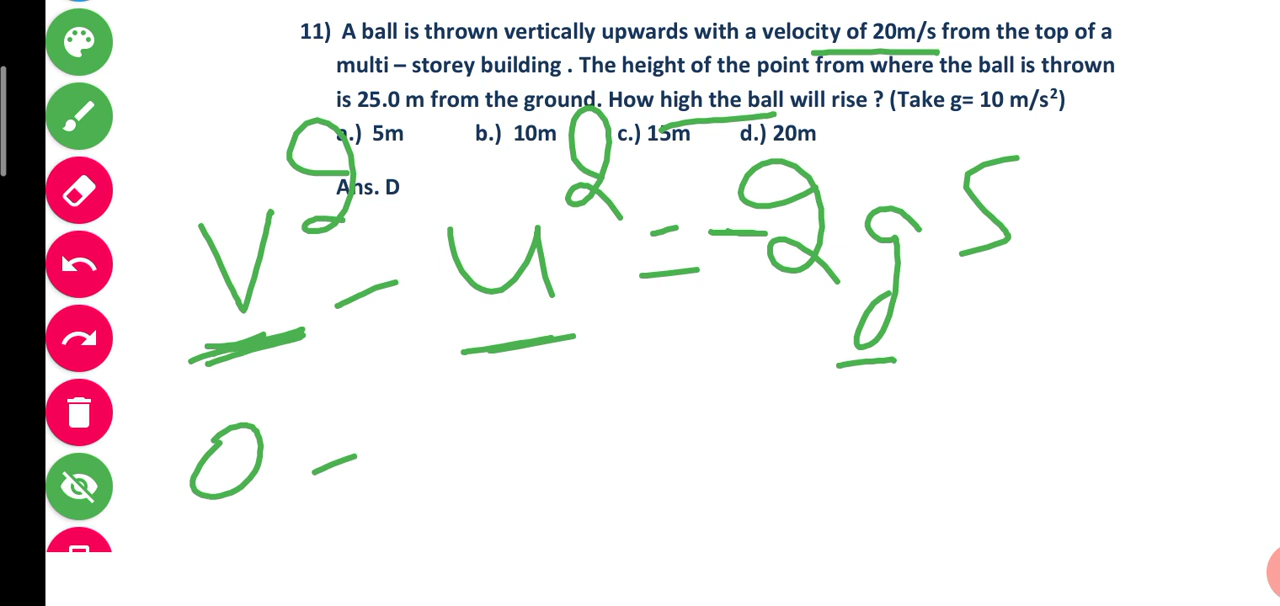 11) A ball is thrown vertically upwards with a velocity of 20m/s from the top of a
multi – storey building . The height of the point from where the ball is thrown
is 25.0 m from the ground. How high the ball will rise ? (Take g= 10 m/s²)
a.) 5m b.) 10m c.) 15m d.) 20m
Ans. D
v² - u² = -2gs
0 -